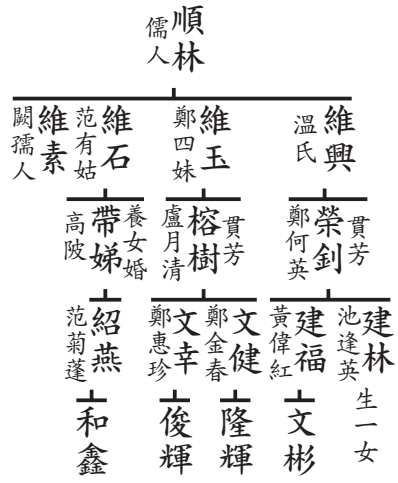 順林
儒人
維興
溫氏
維玉
鄭四妹
維石
范有姑
維素
闕孺人
貫芳
榮釗
鄭何英
貫芳
榕樹
盧月清
養女婚
帶娣
高陂
建林
池逢英
生一女
建福
黃偉紅
文健
鄭金春
文幸
鄭惠珍
紹燕
范菊蓬
文彬
隆輝
俊輝
和鑫